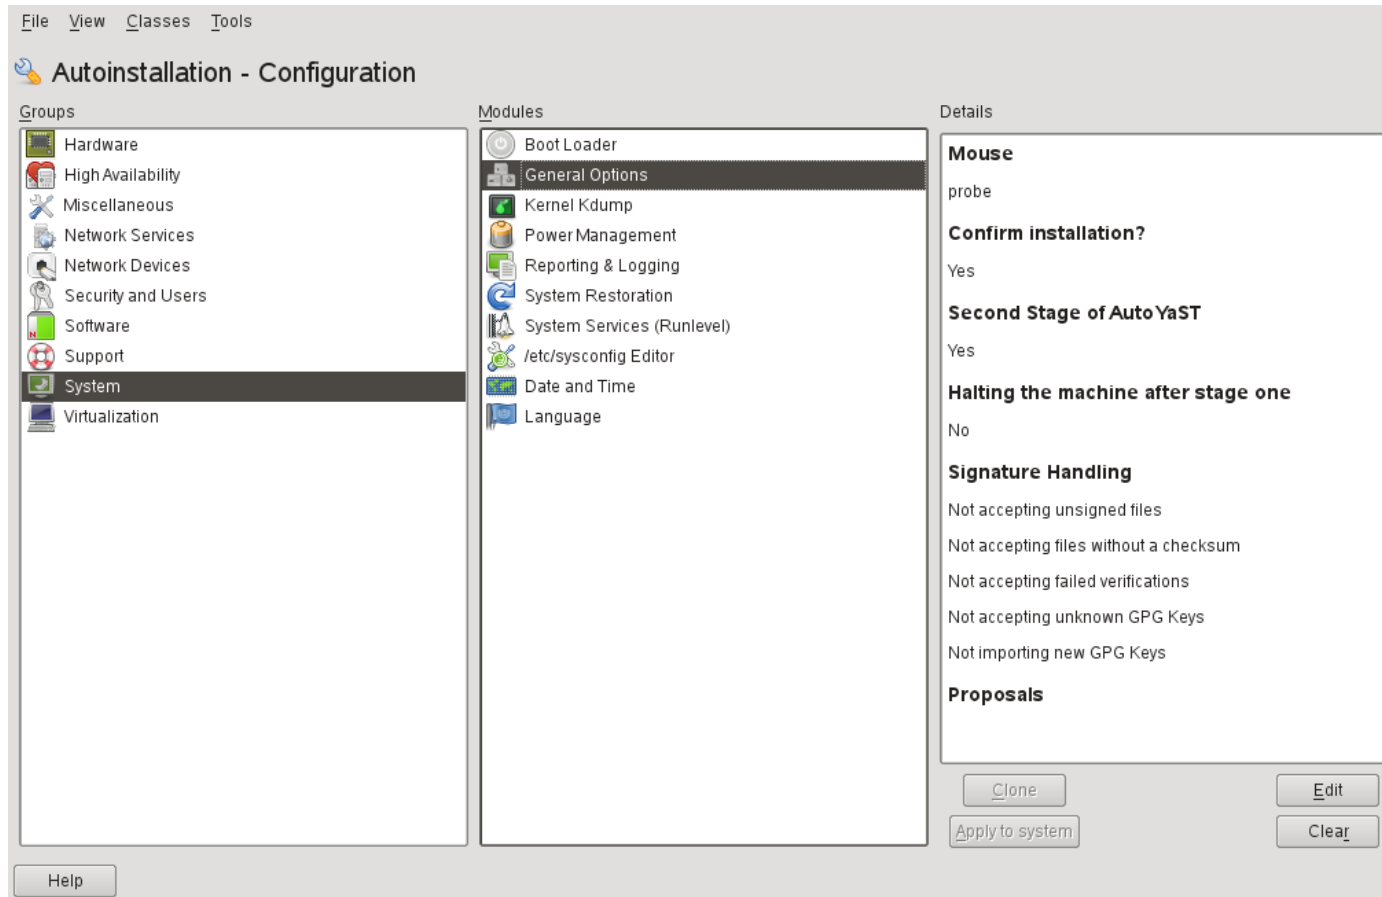 File View Classes Tools
Autoinstallation - Configuration
Groups
Hardware
High Availability
Miscellaneous
Network Services
Network Devices
Security and Users
Software
Support
System
Virtualization
Modules
Boot Loader
General Options
Kernel Kdump
Power Management
Reporting & Logging
System Restoration
System Services (Runlevel)
/etc/sysconfig Editor
Date and Time
Language
Details
Mouse
probe
Confirm installation?
Yes
Second Stage of AutoYaST
Yes
Halting the machine after stage one
No
Signature Handling
Not accepting unsigned files
Not accepting files without a checksum
Not accepting failed verifications
Not accepting unknown GPG Keys
Not importing new GPG Keys
Proposals
Clone Edit
Apply to system Clear
Help